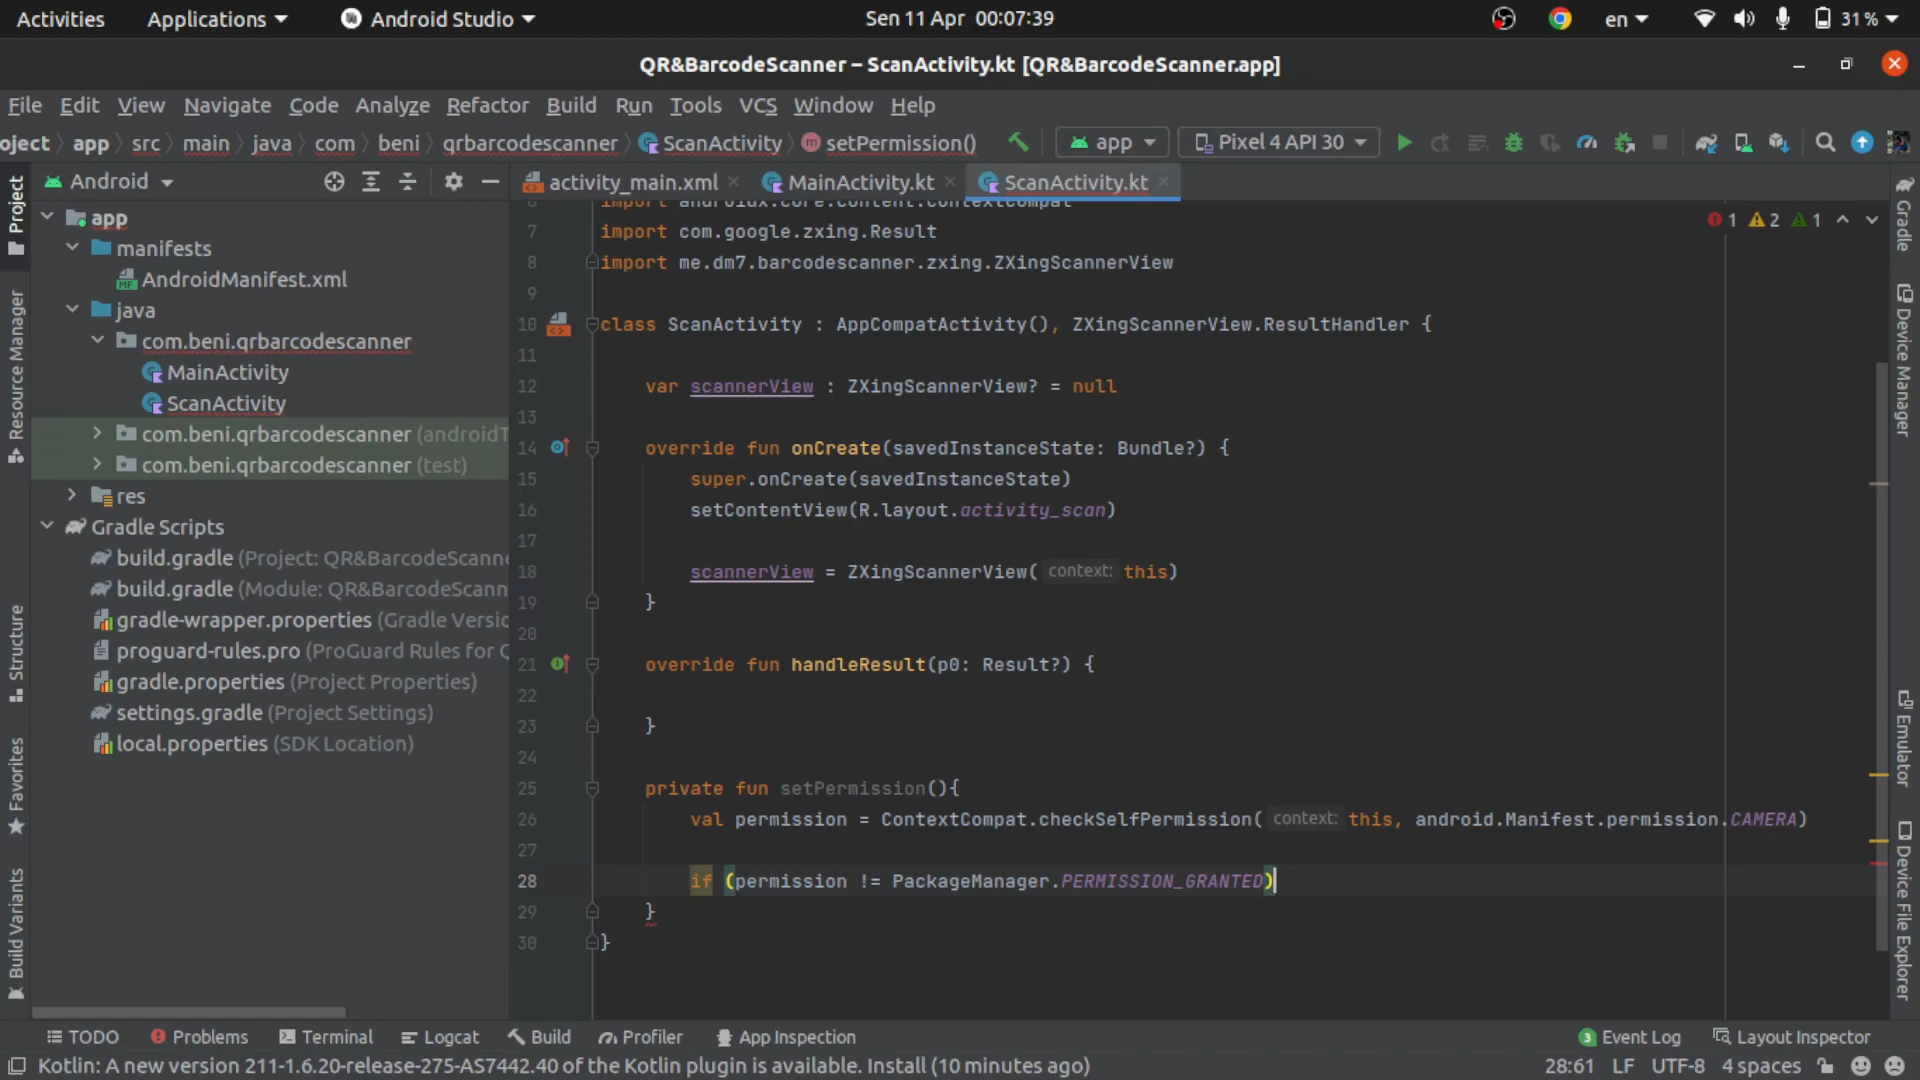 Activities Applications Android Studio Sen 11 Apr 00:07:39 en 31 %
QR&BarcodeScanner – ScanActivity.kt [QR&BarcodeScanner.app]
File Edit View Navigate Code Analyze Refactor Build Run Tools VCS Window Help
oject app src main java com beni qrbarcodescanner ScanActivity setPermission() app Pixel 4 API 30
Android
activity_main.xml MainActivity.kt ScanActivity.kt
Project
Resource Manager
Structure
Favorites
Build Variants
app
manifests
AndroidManifest.xml
java
com.beni.qrbarcodescanner
MainActivity
ScanActivity
com.beni.qrbarcodescanner (androidT
com.beni.qrbarcodescanner (test)
res
Gradle Scripts
build.gradle (Project: QR&BarcodeScanne
build.gradle (Module: QR&BarcodeScann
gradle-wrapper.properties (Gradle Versio
proguard-rules.pro (ProGuard Rules for Q
gradle.properties (Project Properties)
settings.gradle (Project Settings)
local.properties (SDK Location)
1 2 1
6 import androidx.core.content.ContextCompat
7 import com.google.zxing.Result
8 import me.dm7.barcodescanner.zxing.ZXingScannerView
9
10 class ScanActivity : AppCompatActivity(), ZXingScannerView.ResultHandler {
11
12 var scannerView : ZXingScannerView? = null
13
14 override fun onCreate(savedInstanceState: Bundle?) {
15 super.onCreate(savedInstanceState)
16 setContentView(R.layout.activity_scan)
17
18 scannerView = ZXingScannerView( context: this)
19 }
20
21 override fun handleResult(p0: Result?) {
22
23 }
24
25 private fun setPermission(){
26 val permission = ContextCompat.checkSelfPermission( context: this, android.Manifest.permission.CAMERA)
27
28 if (permission != PackageManager.PERMISSION_GRANTED)
29 }
30 }
Gradle
Device Manager
Emulator
Device File Explorer
TODO Problems Terminal Logcat Build Profiler App Inspection 3 Event Log Layout Inspector
Kotlin: A new version 211-1.6.20-release-275-AS7442.40 of the Kotlin plugin is available. Install (10 minutes ago) 28:61 LF UTF-8 4 spaces